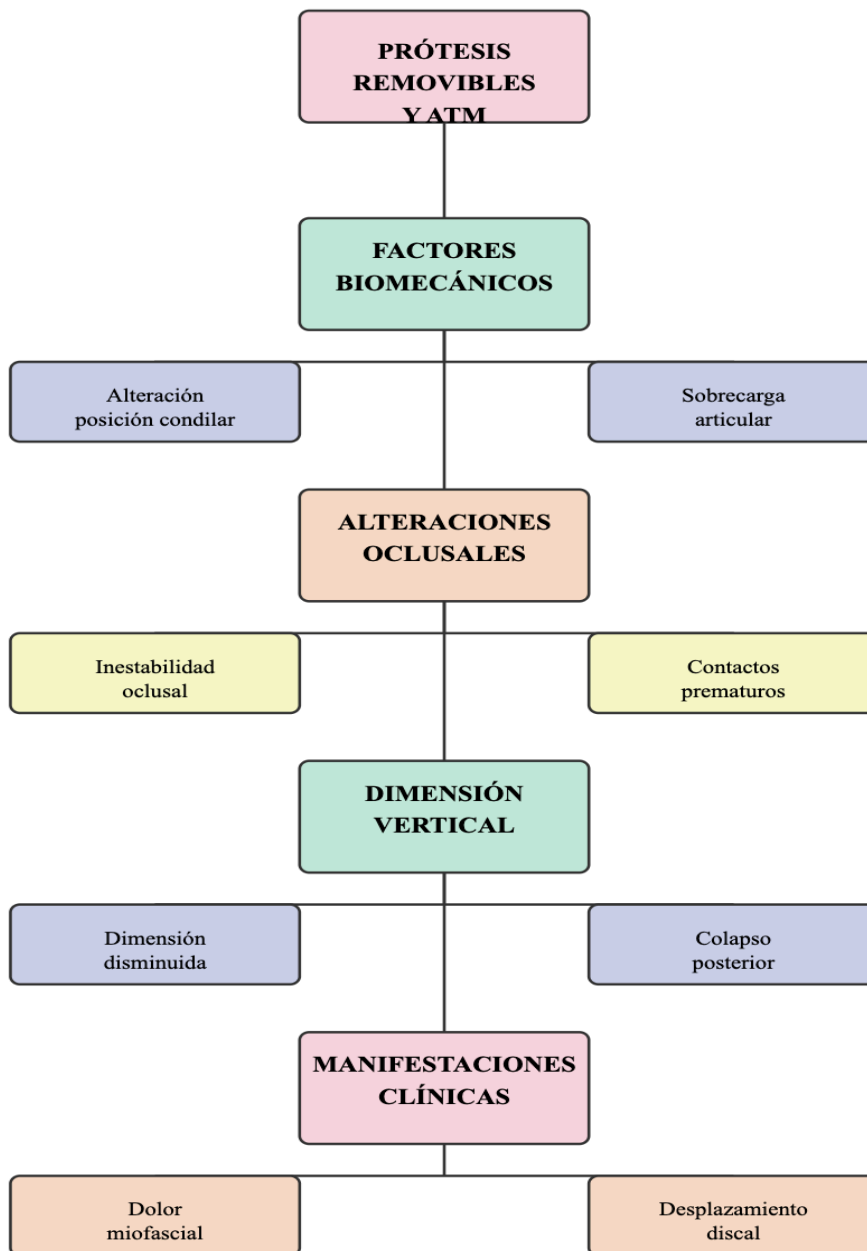 PRÓTESIS
REMOVIBLES
Y ATM
FACTORES
BIOMECÁNICOS
Alteración
posición condilar
Sobrecarga
articular
ALTERACIONES
OCLUSALES
Inestabilidad
oclusal
Contactos
prematuros
DIMENSIÓN
VERTICAL
Dimensión
disminuida
Colapso
posterior
MANIFESTACIONES
CLÍNICAS
Dolor
miofascial
Desplazamiento
discal